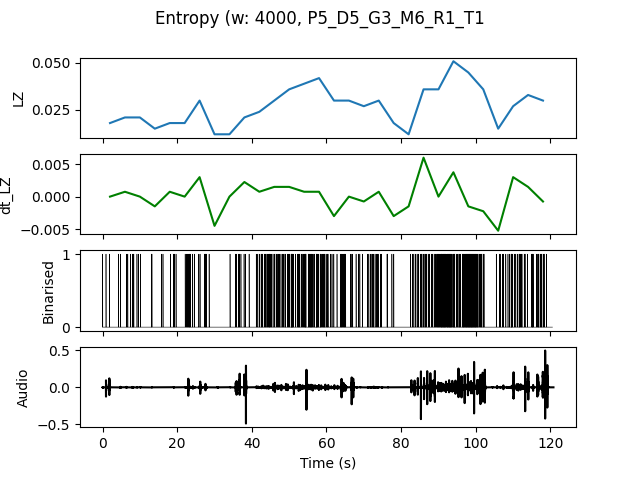 Entropy (w: 4000, P5_D5_G3_M6_R1_T1
0.050
0.025
LZ
0.005
0.000
−0.005
dt_LZ
1
0
Binarised
0.5
0.0
−0.5
Audio
0 20 40 60 80 100 120
Time (s)